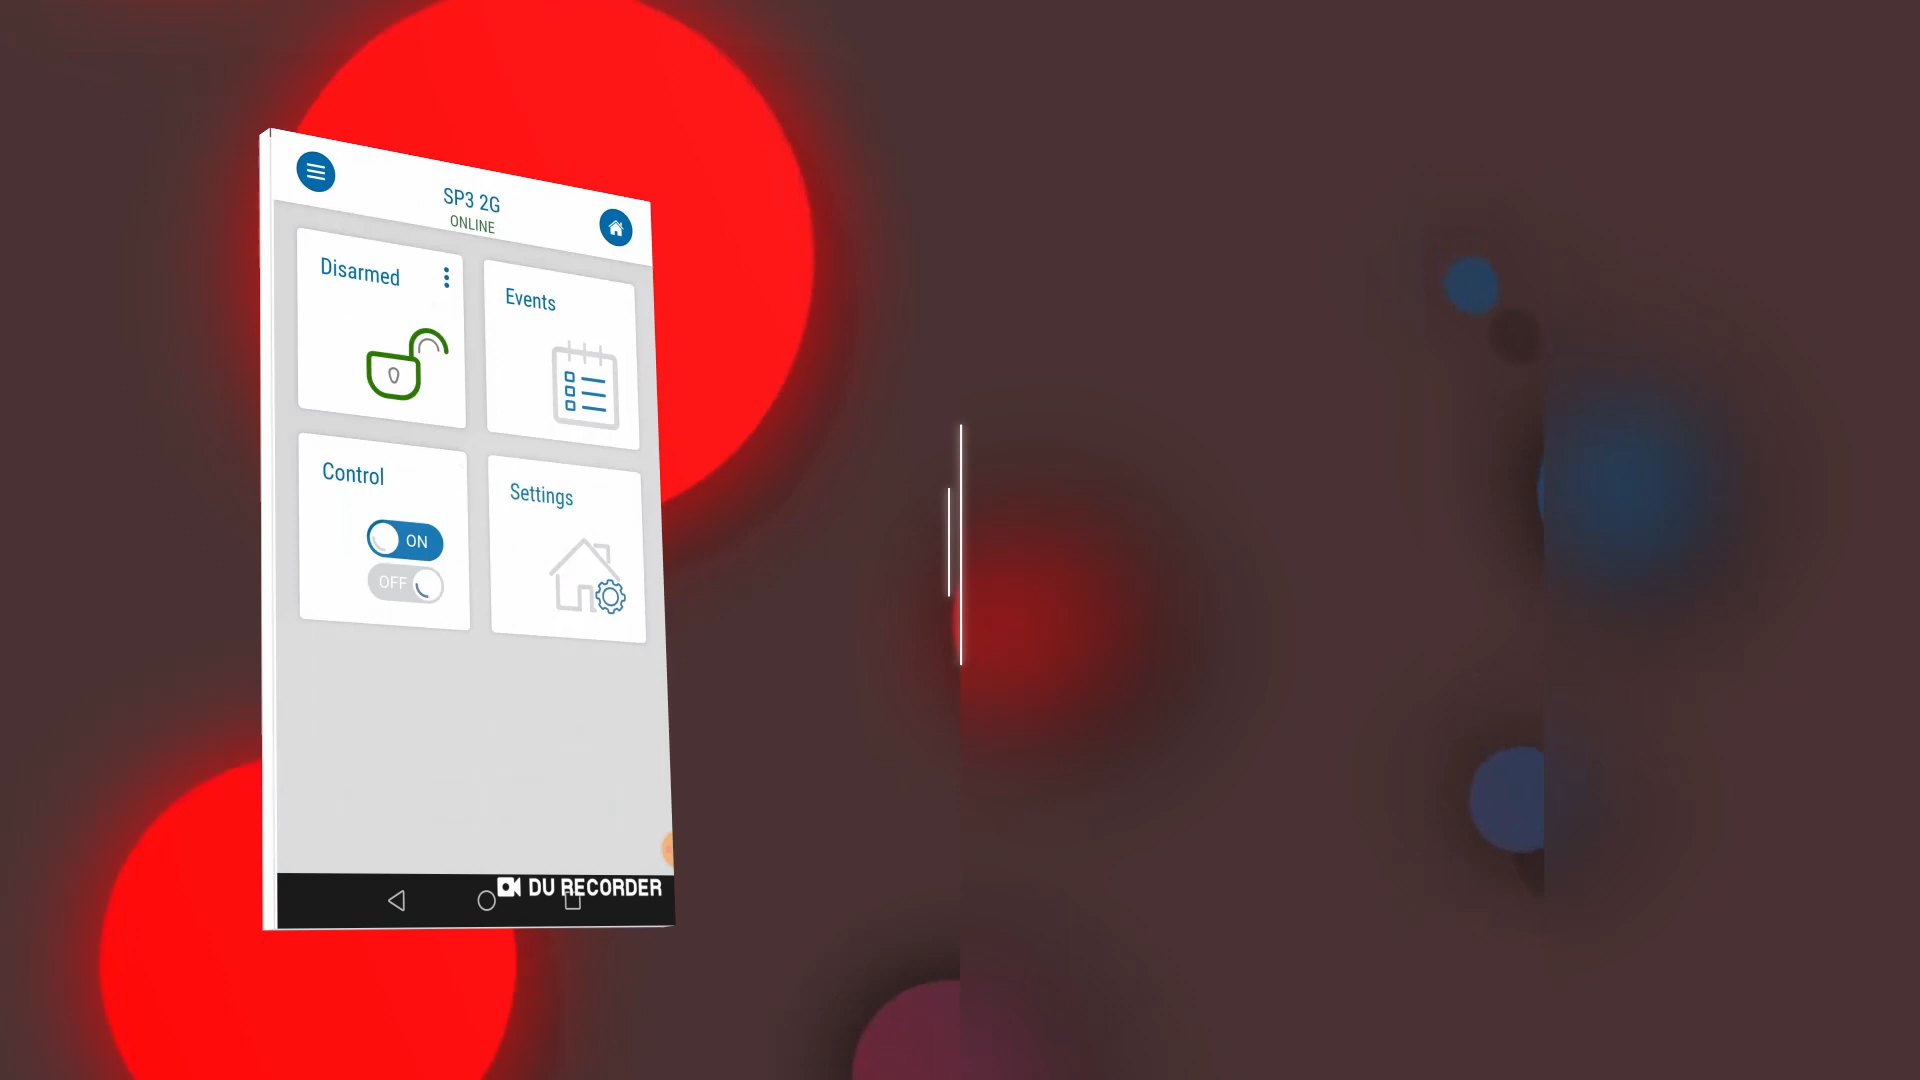 SP3 2G
ONLINE
Disarmed
Events
Control
ON
OFF
Settings
DU RECORDER